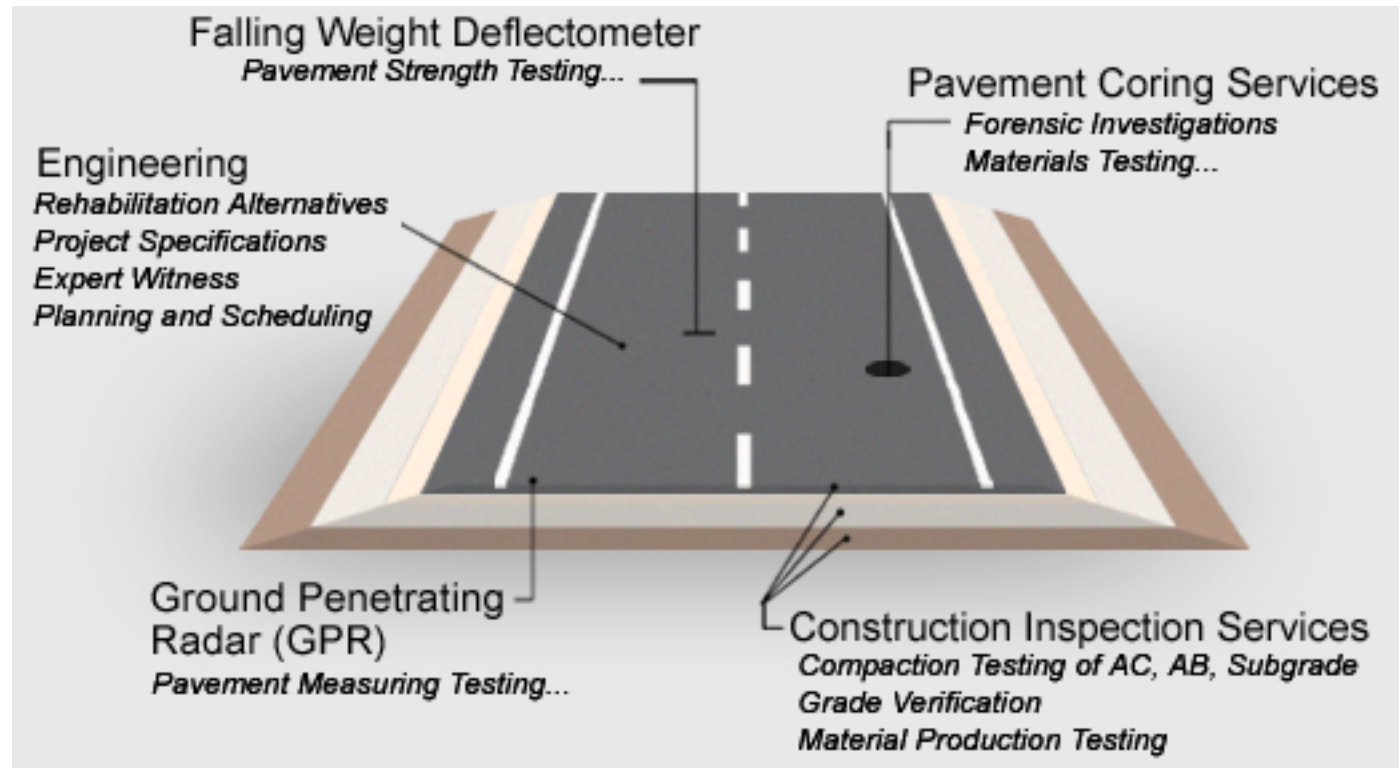 Falling Weight Deflectometer
Pavement Strength Testing...
Pavement Coring Services
Forensic Investigations
Materials Testing...
Engineering
Rehabilitation Alternatives
Project Specifications
Expert Witness
Planning and Scheduling
Ground Penetrating
Radar (GPR)
Pavement Measuring Testing...
Construction Inspection Services
Compaction Testing of AC, AB, Subgrade
Grade Verification
Material Production Testing